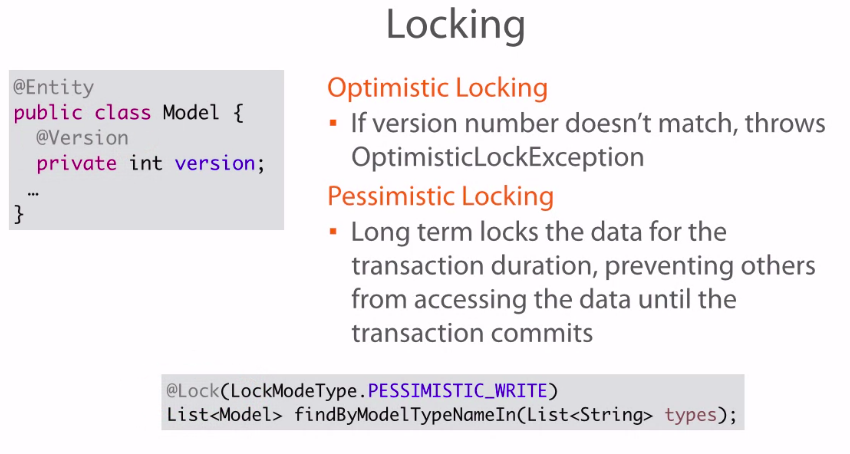 Locking
@Entity
public class Model {
@Version
private int version;
…
}
Optimistic Locking
▪ If version number doesn’t match, throws
OptimisticLockException
Pessimistic Locking
▪ Long term locks the data for the
transaction duration, preventing others
from accessing the data until the
transaction commits
@Lock(LockModeType.PESSIMISTIC_WRITE)
List<Model> findByModelTypeNameIn(List<String> types);